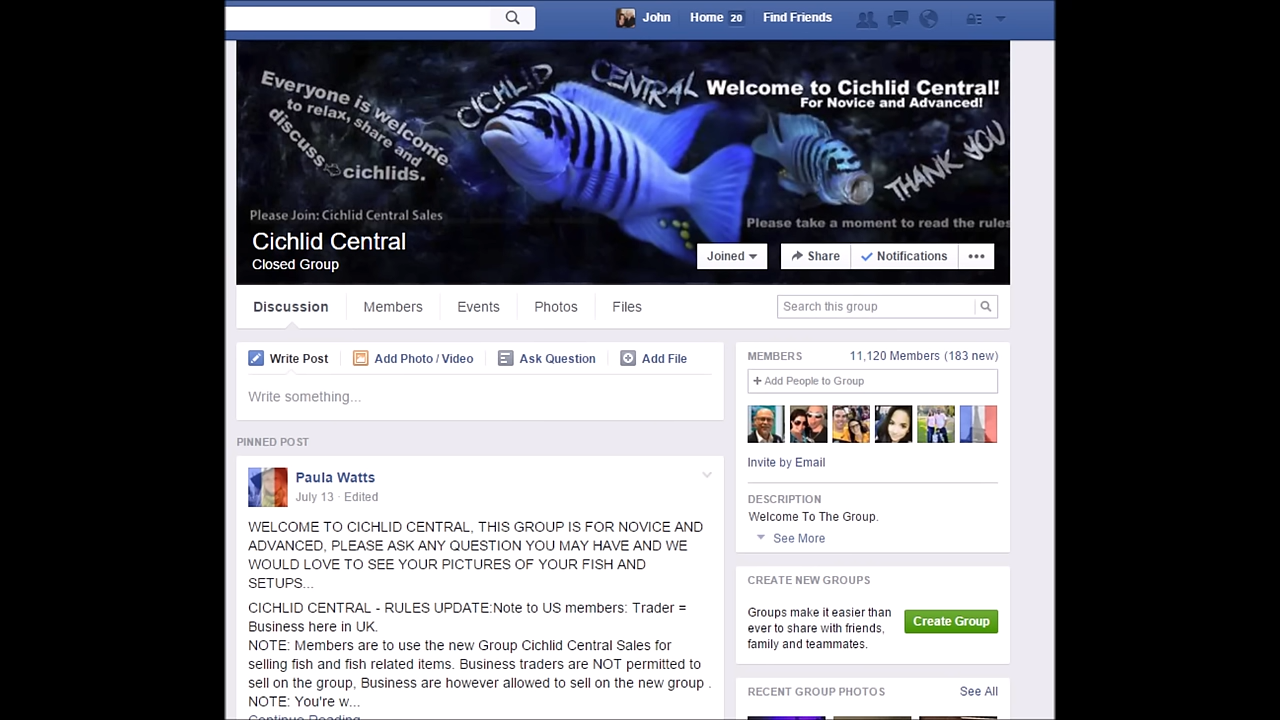 John
Home 20
Find Friends
Everyone is welcome
to relax, share and
discuss
cichlids.
CICHLID CENTRAL
Welcome to Cichlid Central!
For Novice and Advanced!
THANK YOU
Please Join: Cichlid Central Sales
Please take a moment to read the rules
Cichlid Central
Closed Group
Joined
Share
Notifications
Discussion
Members
Events
Photos
Files
Search this group
Write Post
Add Photo / Video
Ask Question
Add File
Write something...
PINNED POST
Paula Watts
July 13 · Edited
WELCOME TO CICHLID CENTRAL, THIS GROUP IS FOR NOVICE AND
ADVANCED, PLEASE ASK ANY QUESTION YOU MAY HAVE AND WE
WOULD LOVE TO SEE YOUR PICTURES OF YOUR FISH AND
SETUPS...
CICHLID CENTRAL - RULES UPDATE:Note to US members: Trader =
Business here in UK.
NOTE: Members are to use the new Group Cichlid Central Sales for
selling fish and fish related items. Business traders are NOT permitted to
sell on the group, Business are however allowed to sell on the new group .
NOTE: You're w...
Continue Reading
MEMBERS
11,120 Members (183 new)
+ Add People to Group
Invite by Email
DESCRIPTION
Welcome To The Group.
See More
CREATE NEW GROUPS
Groups make it easier than
ever to share with friends,
family and teammates.
Create Group
RECENT GROUP PHOTOS
See All